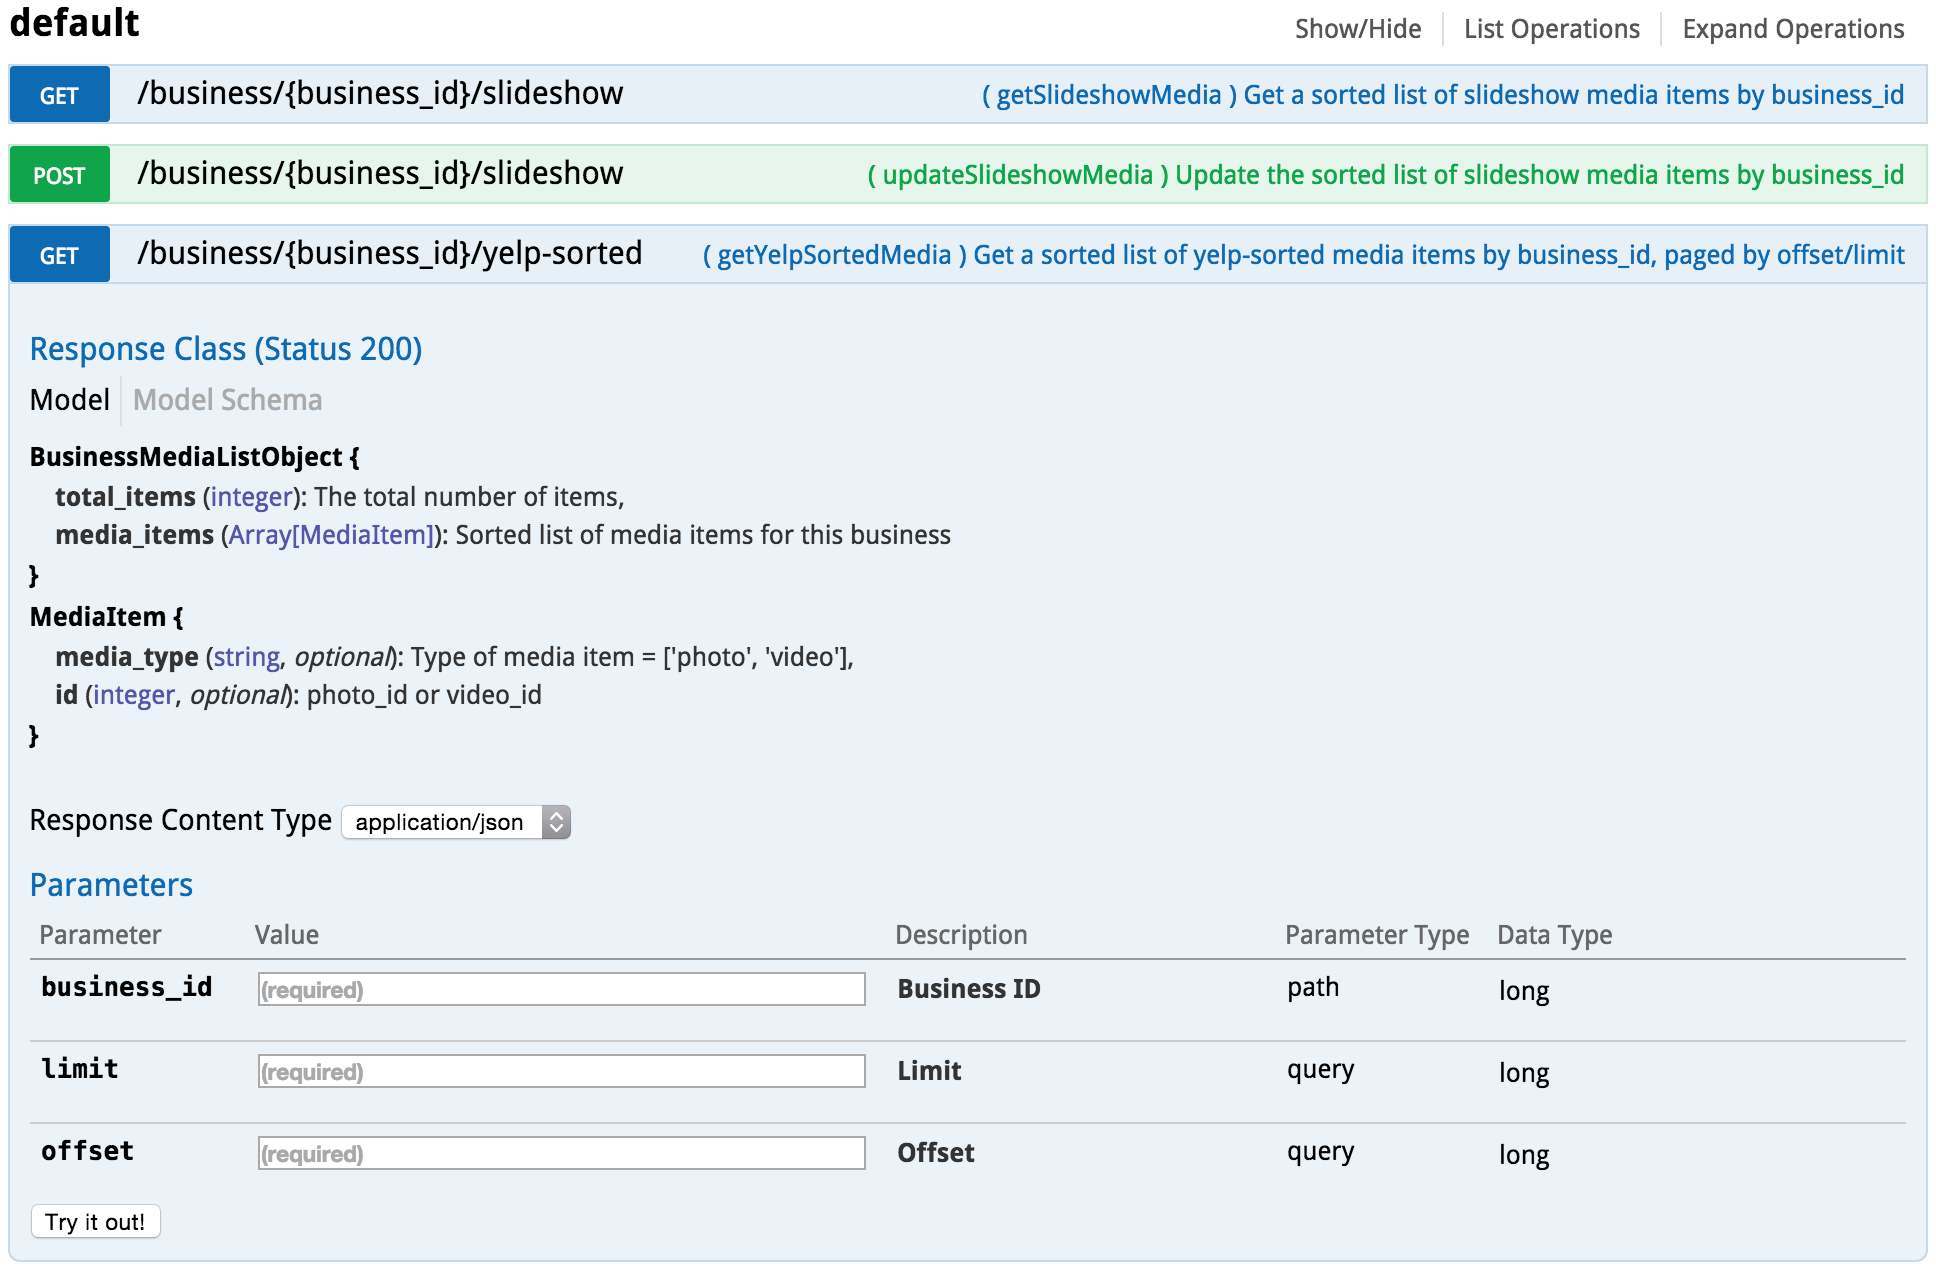 default
Show/Hide
List Operations
Expand Operations
GET /business/{business_id}/slideshow ( getSlideshowMedia ) Get a sorted list of slideshow media items by business_id
POST /business/{business_id}/slideshow ( updateSlideshowMedia ) Update the sorted list of slideshow media items by business_id
GET /business/{business_id}/yelp-sorted ( getYelpSortedMedia ) Get a sorted list of yelp-sorted media items by business_id, paged by offset/limit
Response Class (Status 200)
Model Model Schema
BusinessMediaListObject {
total_items (integer): The total number of items,
media_items (Array[MediaItem]): Sorted list of media items for this business
}
MediaItem {
media_type (string, optional): Type of media item = ['photo', 'video'],
id (integer, optional): photo_id or video_id
}
Response Content Type application/json
Parameters
Parameter Value Description Parameter Type Data Type
business_id (required) Business ID path long
limit (required) Limit query long
offset (required) Offset query long
Try it out!